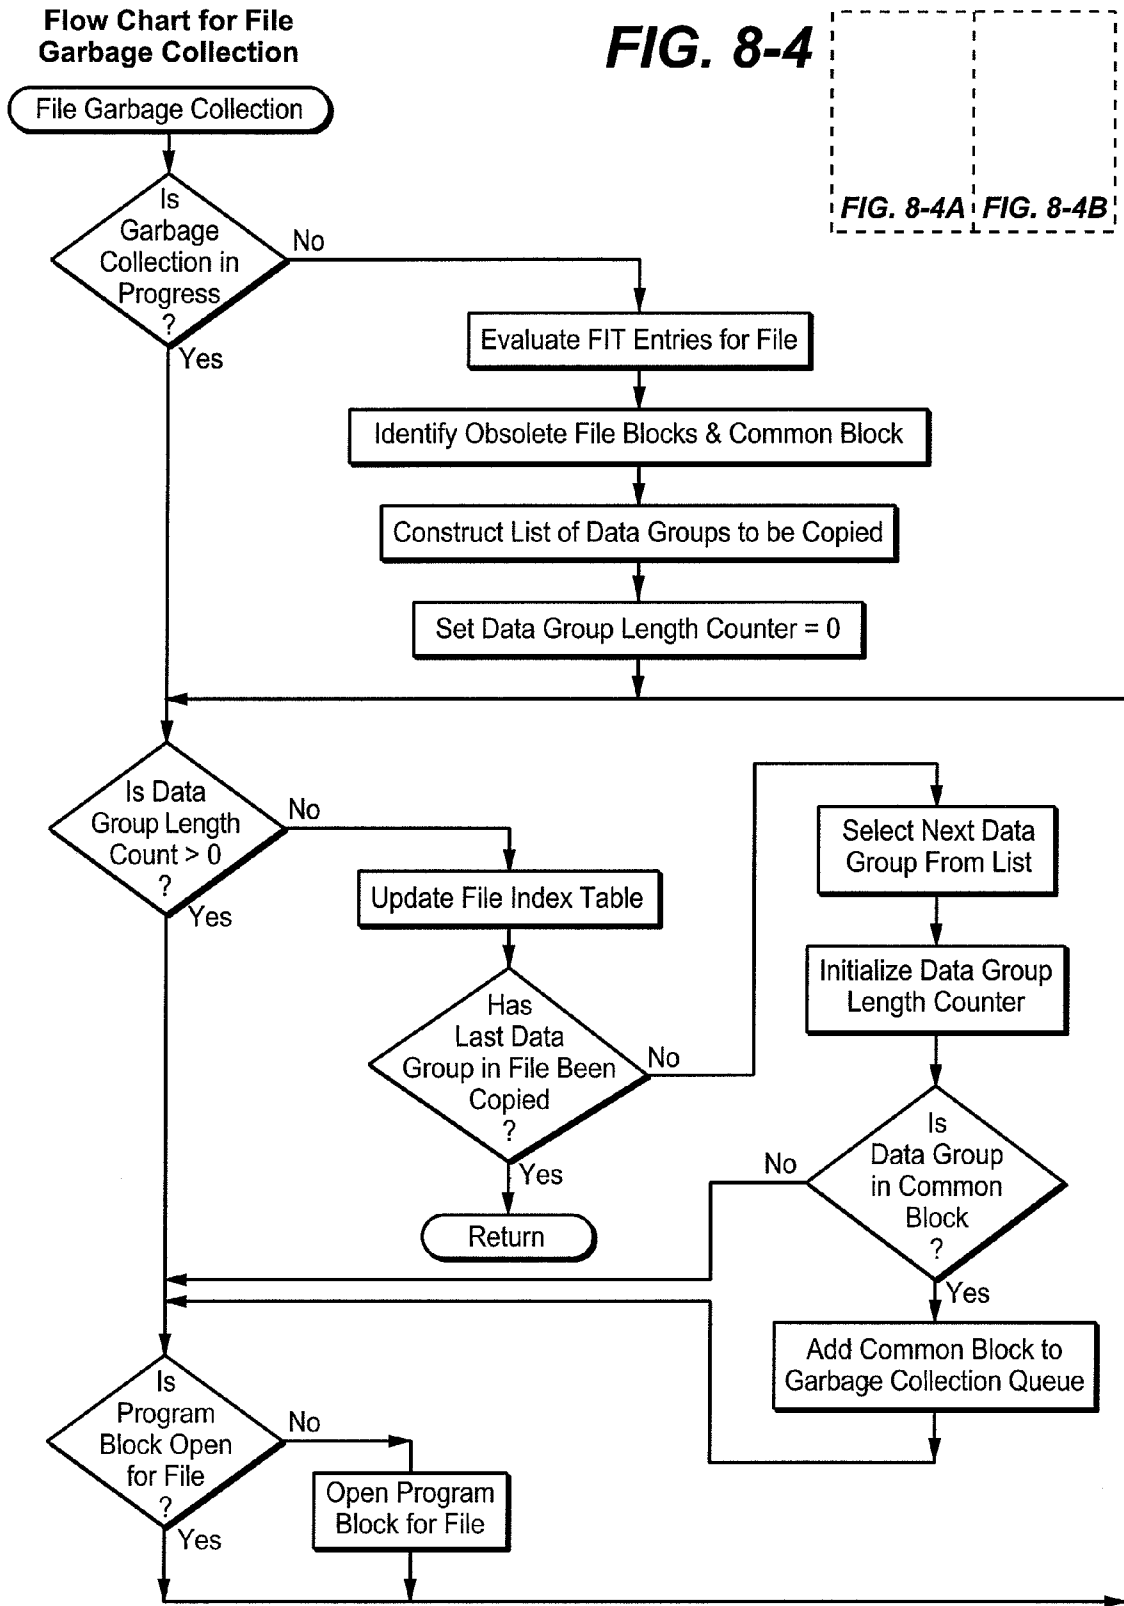 Flow Chart for File
Garbage Collection
FIG. 8-4
FIG. 8-4A
FIG. 8-4B
File Garbage Collection
Is
Garbage
Collection in
Progress
?
No
Yes
Evaluate FIT Entries for File
Identify Obsolete File Blocks & Common Block
Construct List of Data Groups to be Copied
Set Data Group Length Counter = 0
Is Data
Group Length
Count > 0
?
No
Yes
Update File Index Table
Has
Last Data
Group in File Been
Copied
?
No
Yes
Return
Select Next Data
Group From List
Initialize Data Group
Length Counter
Is
Data Group
in Common
Block
?
No
Yes
Add Common Block to
Garbage Collection Queue
Is
Program
Block Open
for File
?
No
Yes
Open Program
Block for File